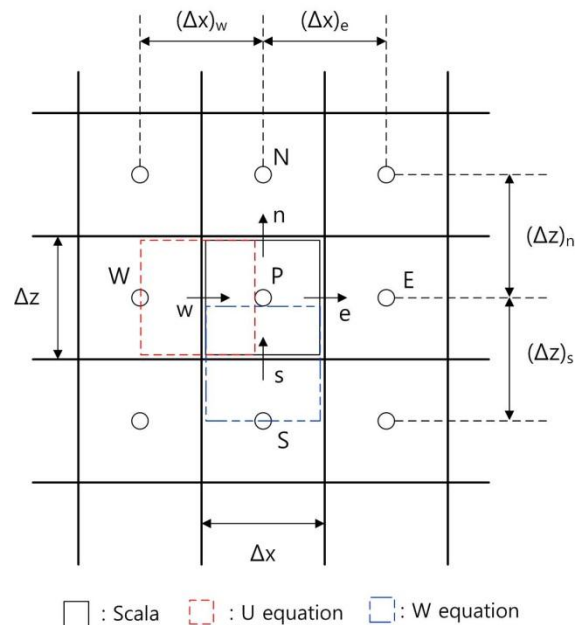 (Δx)w (Δx)e
N
n
(Δz)n
W P E
Δz
w e
(Δz)s
s
S
Δx
: Scala : U equation : W equation